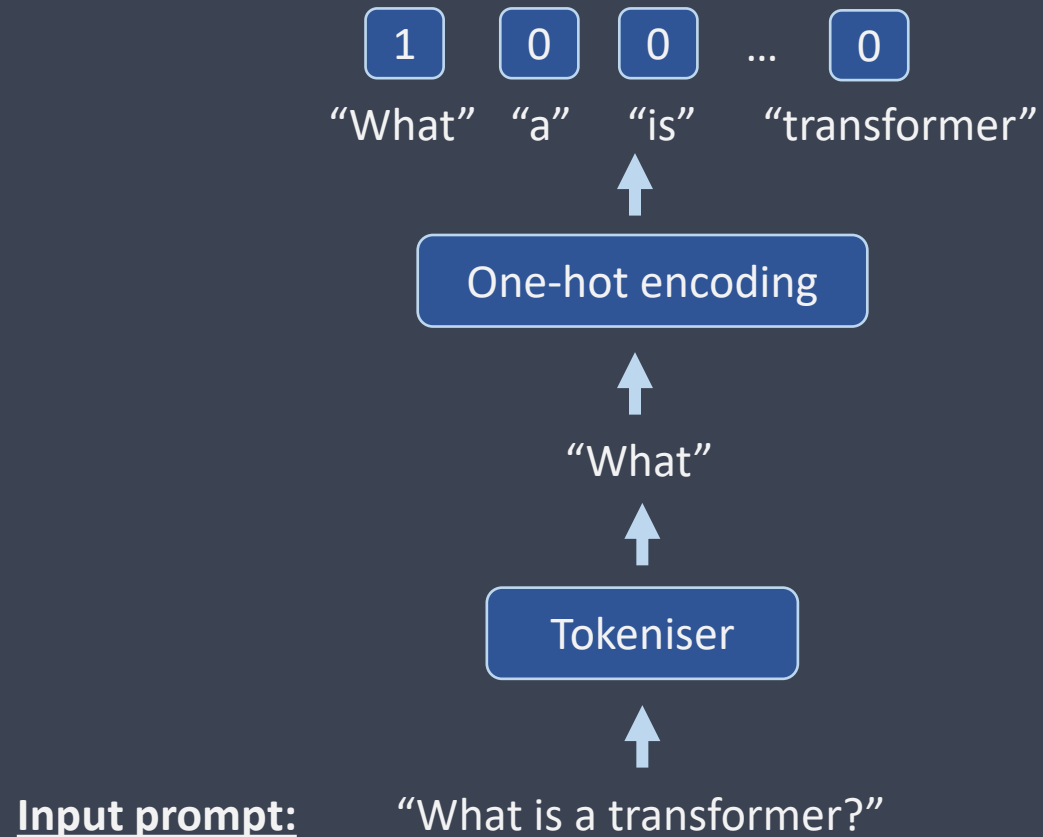 1 0 0 … 0
“What” “a” “is” “transformer”
One-hot encoding
“What”
Tokeniser
Input prompt: “What is a transformer?”